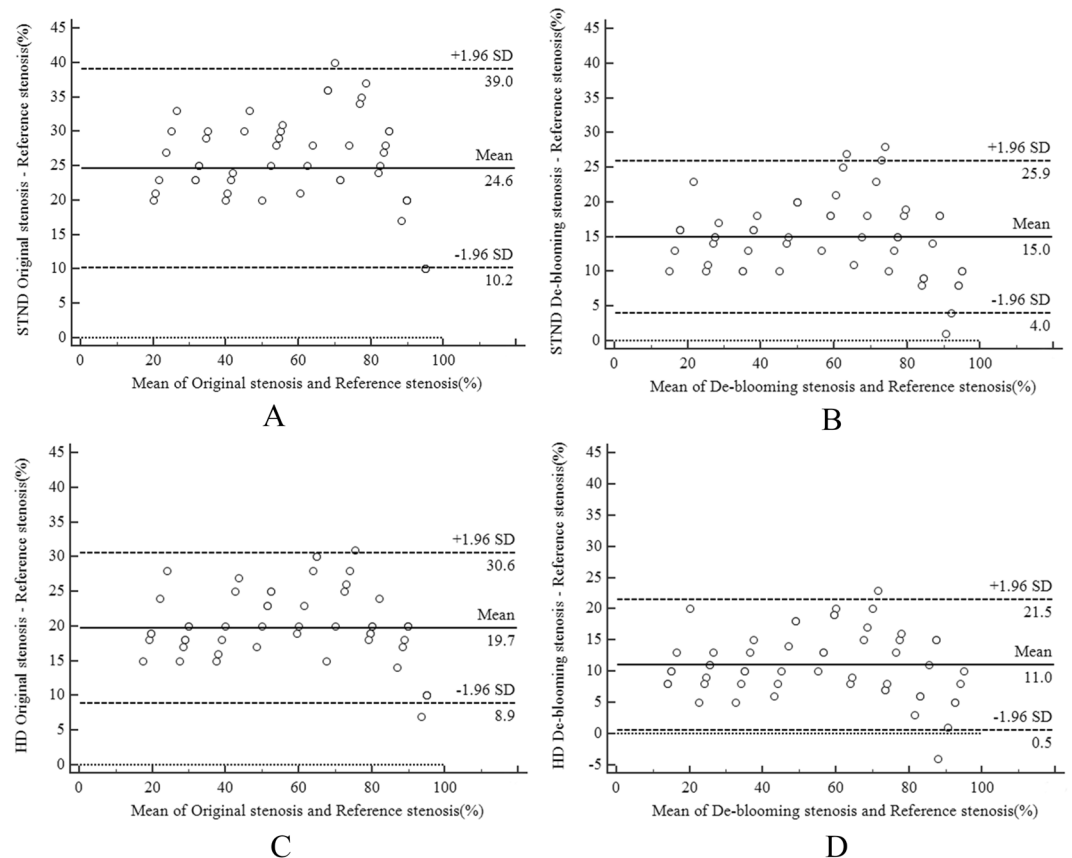 STND Original stenosis - Reference stenosis(%)
45
40
35
30
25
20
15
10
5
0
+1.96 SD
39.0
Mean
24.6
-1.96 SD
10.2
0 20 40 60 80 100
Mean of Original stenosis and Reference stenosis(%)
A
STND De-blooming stenosis - Reference stenosis(%)
45
40
35
30
25
20
15
10
5
0
+1.96 SD
25.9
Mean
15.0
-1.96 SD
4.0
0 20 40 60 80 100
Mean of De-blooming stenosis and Reference stenosis(%)
B
HD Original stenosis - Reference stenosis(%)
45
40
35
30
25
20
15
10
5
0
+1.96 SD
30.6
Mean
19.7
-1.96 SD
8.9
0 20 40 60 80 100
Mean of Original stenosis and Reference stenosis(%)
C
HD De-blooming stenosis - Reference stenosis(%)
45
40
35
30
25
20
15
10
5
0
-5
+1.96 SD
21.5
Mean
11.0
-1.96 SD
0.5
0 20 40 60 80 100
Mean of De-blooming stenosis and Reference stenosis(%)
D